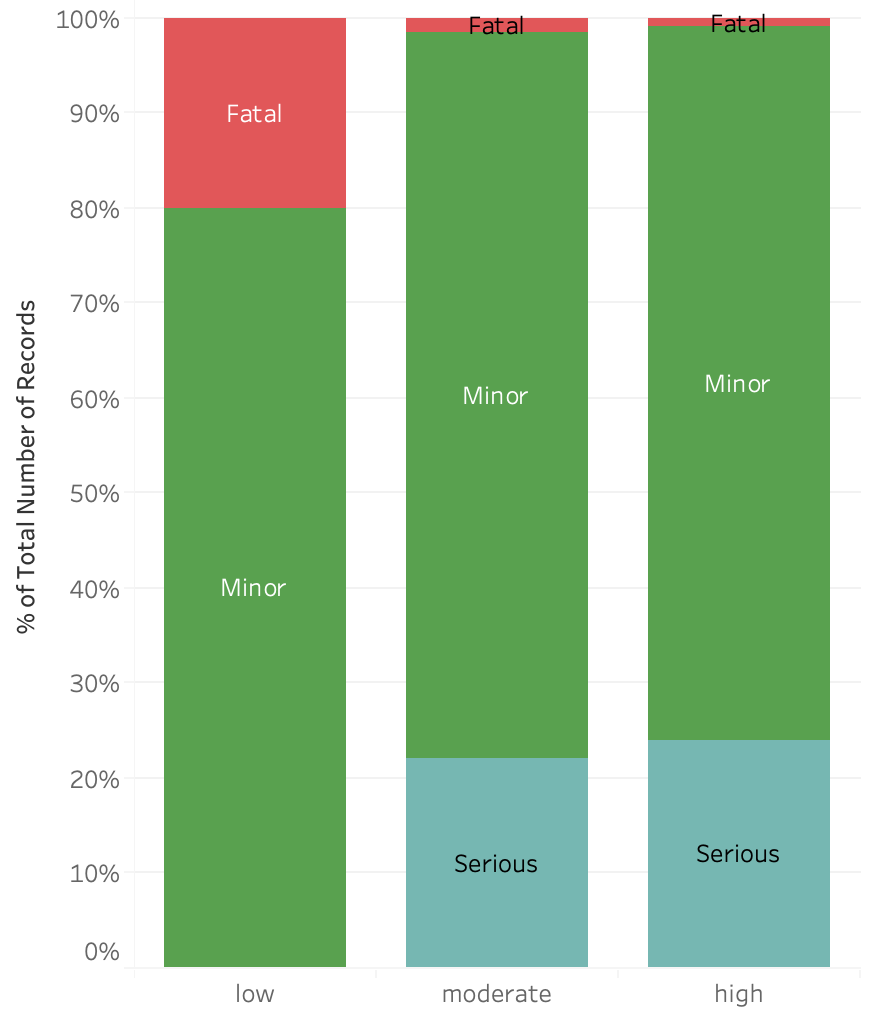 100%
Fatal
Fatal
90%
Fatal
80%
70%
% of Total Number of Records
60%
Minor
Minor
50%
40%
Minor
30%
20%
10%
Serious
Serious
0%
low
moderate
high